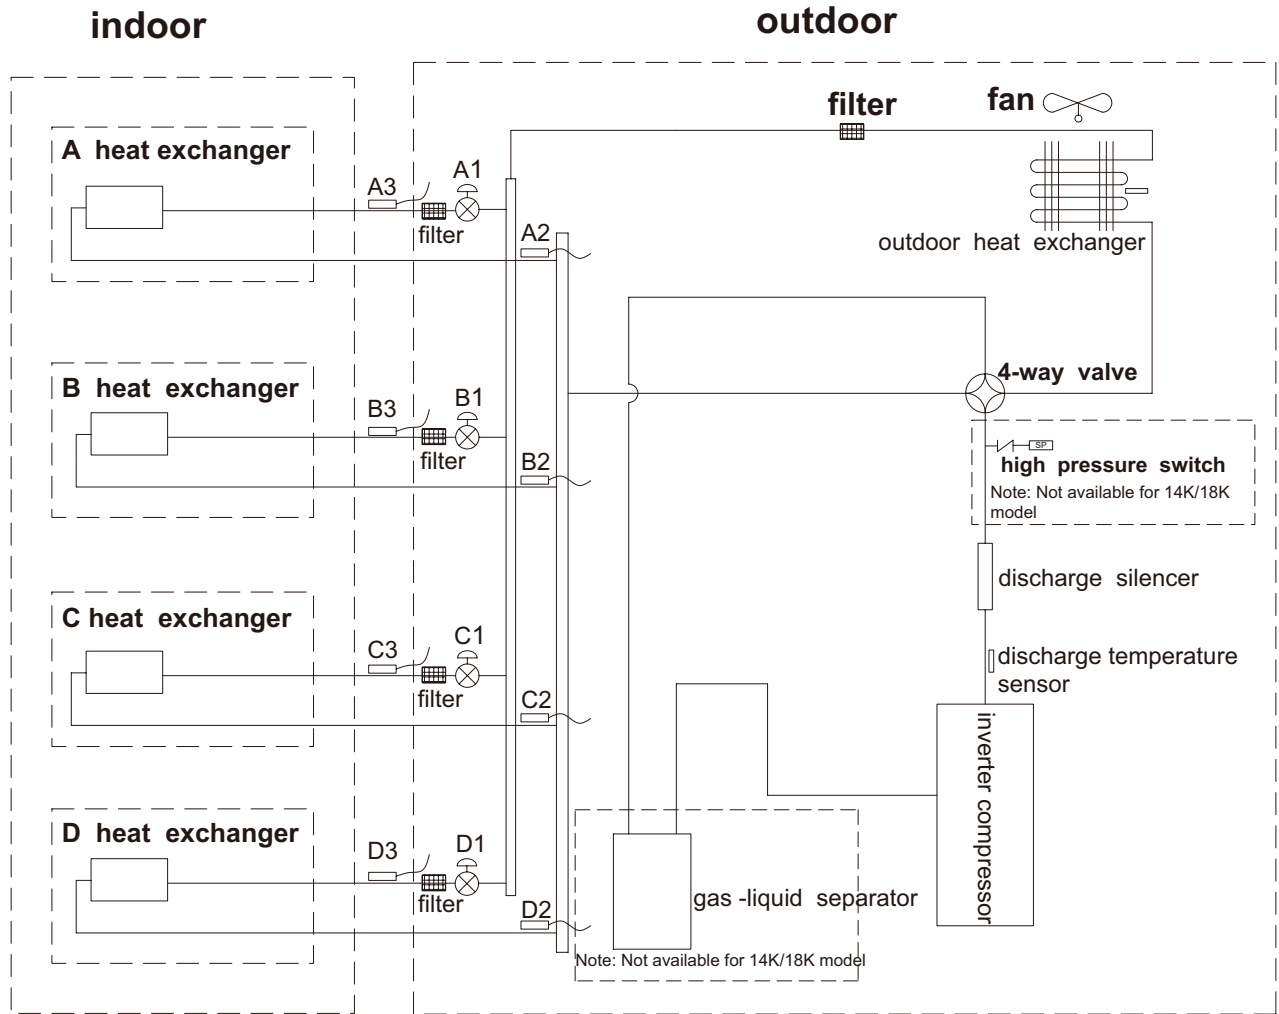 indoor
outdoor
filter
fan
A heat exchanger
A3
A1
filter
A2
outdoor heat exchanger
4-way valve
B heat exchanger
B3
B1
filter
B2
SP
high pressure switch
Note: Not available for 14K/18K
model
discharge silencer
C heat exchanger
C3
C1
filter
C2
discharge temperature
sensor
inverter compressor
D heat exchanger
D3
D1
filter
D2
gas -liquid separator
Note: Not available for 14K/18K model